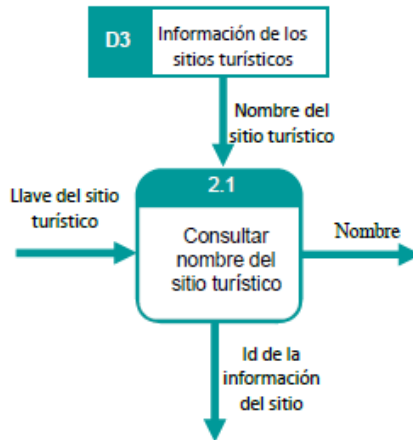 D3
Información de los
sitios turísticos
Nombre del
sitio turístico
2.1
Llave del sitio
turístico
Consultar
nombre del
sitio turístico
Nombre
Id de la
información
del sitio